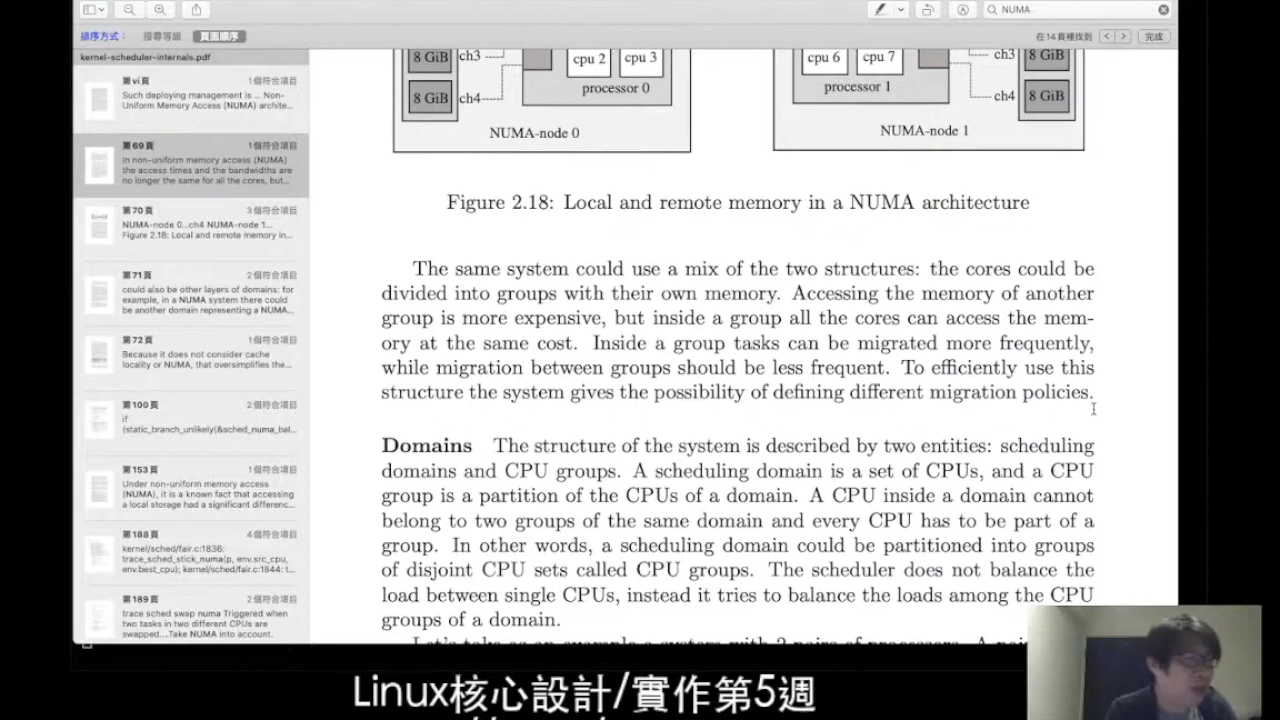 NUMA
排序方式：
搜尋等級
頁面順序
在14頁裡找到
完成
kernel-scheduler-internals.pdf
第vi頁 1個符合項目
Such deploying management is ... Non-
Uniform Memory Access (NUMA) archite...
第69頁 1個符合項目
In non-uniform memory access (NUMA)
the access times and the bandwidths are
no longer the same for all the cores, but...
第70頁 3個符合項目
NUMA-node 0...ch4 NUMA-node 1...
Figure 2.18: Local and remote memory in...
第71頁 2個符合項目
could also be other layers of domains: for
example, in a NUMA system there could
be another domain representing a NUMA...
第72頁 1個符合項目
Because it does not consider cache
locality or NUMA, that oversimplifies the...
第100頁 2個符合項目
if
(static_branch_unlikely(&sched_numa_bal...
第153頁 1個符合項目
Under non-uniform memory access
(NUMA), it is a known fact that accessing
a local storage had a significant differenc...
第188頁 4個符合項目
kernel/sched/fair.c:1836:
trace_sched_stick_numa(p, env.src_cpu,
env.best_cpu); kernel/sched/fair.c:1844: t...
第189頁 2個符合項目
trace sched swap numa Triggered when
two tasks in two different CPUs are
swapped...Take NUMA into account.
8 GiB ch3 cpu 2 cpu 3
8 GiB ch4 processor 0
NUMA-node 0
cpu 6 cpu 7 ch3 8 GiB
processor 1 ch4 8 GiB
NUMA-node 1
Figure 2.18: Local and remote memory in a NUMA architecture
The same system could use a mix of the two structures: the cores could be
divided into groups with their own memory. Accessing the memory of another
group is more expensive, but inside a group all the cores can access the mem-
ory at the same cost. Inside a group tasks can be migrated more frequently,
while migration between groups should be less frequent. To efficiently use this
structure the system gives the possibility of defining different migration policies.
Domains The structure of the system is described by two entities: scheduling
domains and CPU groups. A scheduling domain is a set of CPUs, and a CPU
group is a partition of the CPUs of a domain. A CPU inside a domain cannot
belong to two groups of the same domain and every CPU has to be part of a
group. In other words, a scheduling domain could be partitioned into groups
of disjoint CPU sets called CPU groups. The scheduler does not balance the
load between single CPUs, instead it tries to balance the loads among the CPU
groups of a domain.
Let's take as an example a system with 2 pairs of processors. A
Linux核心設計/實作第5週